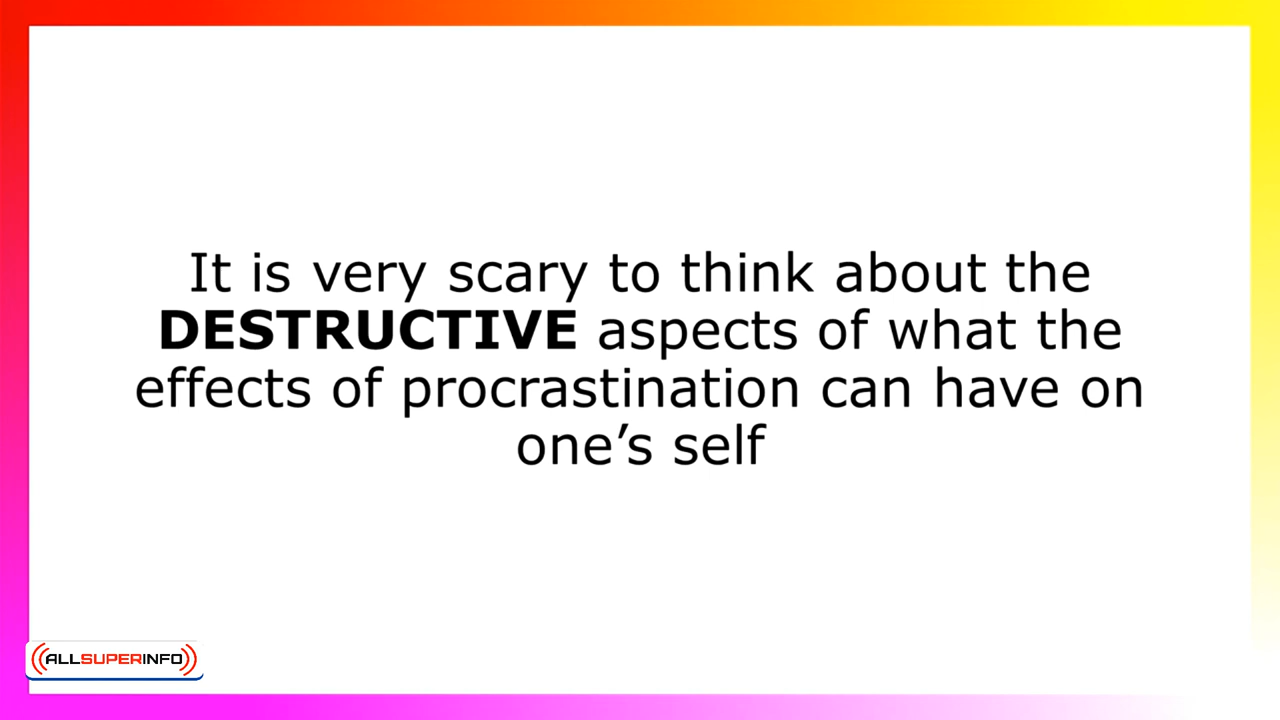 It is very scary to think about the
DESTRUCTIVE aspects of what the
effects of procrastination can have on
one’s self
ALLSUPERINFO